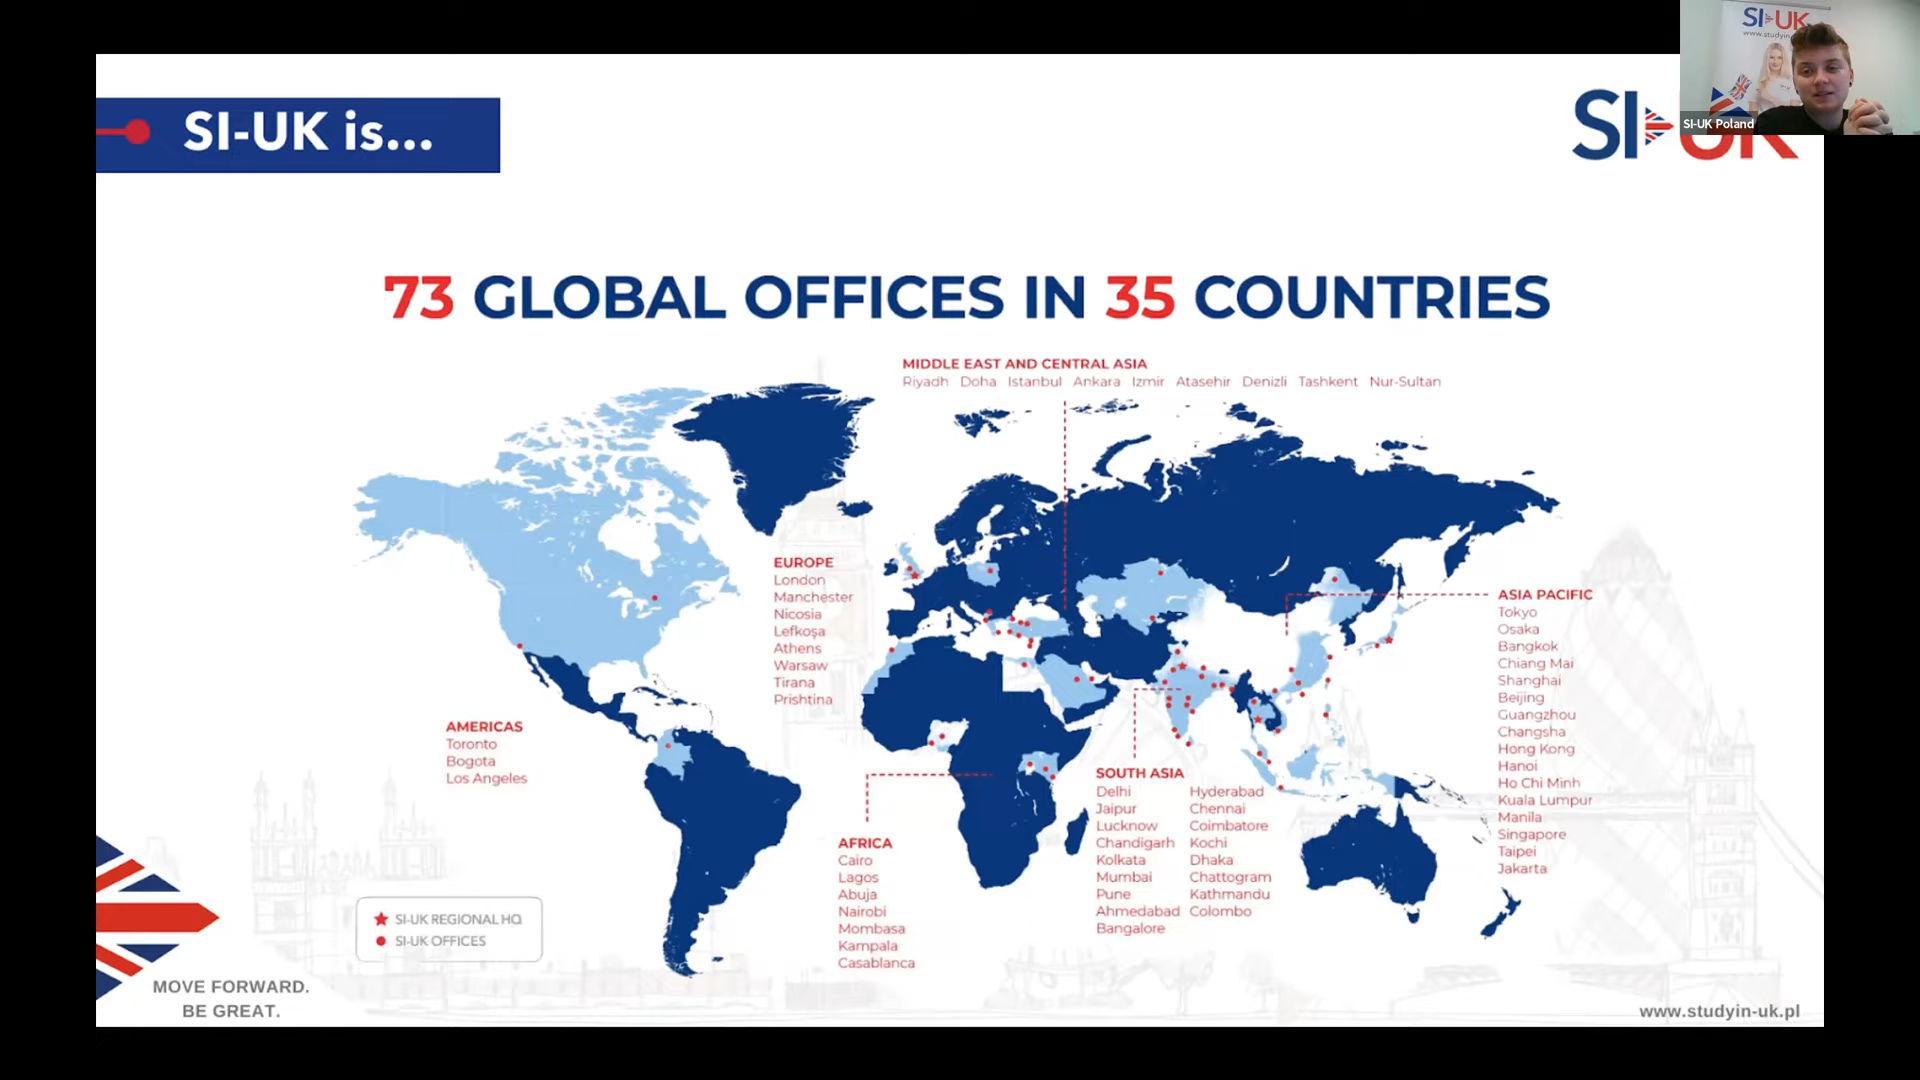 SI-UK is...
SI UK
SI UK
www.studyin
SI-UK Poland
73 GLOBAL OFFICES IN 35 COUNTRIES
MIDDLE EAST AND CENTRAL ASIA
Riyadh Doha Istanbul Ankara Izmir Atasehir Denizli Tashkent Nur-Sultan
EUROPE
London
Manchester
Nicosia
Lefkoşa
Athens
Warsaw
Tirana
Prishtina
ASIA PACIFIC
Tokyo
Osaka
Bangkok
Chiang Mai
Shanghai
Beijing
Guangzhou
Changsha
Hong Kong
Hanoi
Ho Chi Minh
Kuala Lumpur
Manila
Singapore
Taipei
Jakarta
AMERICAS
Toronto
Bogota
Los Angeles
SOUTH ASIA
Delhi Hyderabad
Jaipur Chennai
Lucknow Coimbatore
Chandigarh Kochi
Kolkata Dhaka
Mumbai Chattogram
Pune Kathmandu
Ahmedabad Colombo
Bangalore
AFRICA
Cairo
Lagos
Abuja
Nairobi
Mombasa
Kampala
Casablanca
SI-UK REGIONAL HQ
SI-UK OFFICES
MOVE FORWARD.
BE GREAT.
www.studyin-uk.pl